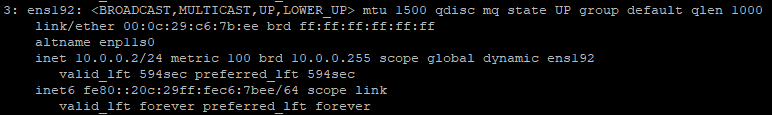 3: ens192: <BROADCAST,MULTICAST,UP,LOWER_UP> mtu 1500 qdisc mq state UP group default qlen 1000
link/ether 00:0c:29:c6:7b:ee brd ff:ff:ff:ff:ff:ff
altname enp11s0
inet 10.0.0.2/24 metric 100 brd 10.0.0.255 scope global dynamic ens192
valid_lft 594sec preferred_lft 594sec
inet6 fe80::20c:29ff:fec6:7bee/64 scope link
valid_lft forever preferred_lft forever